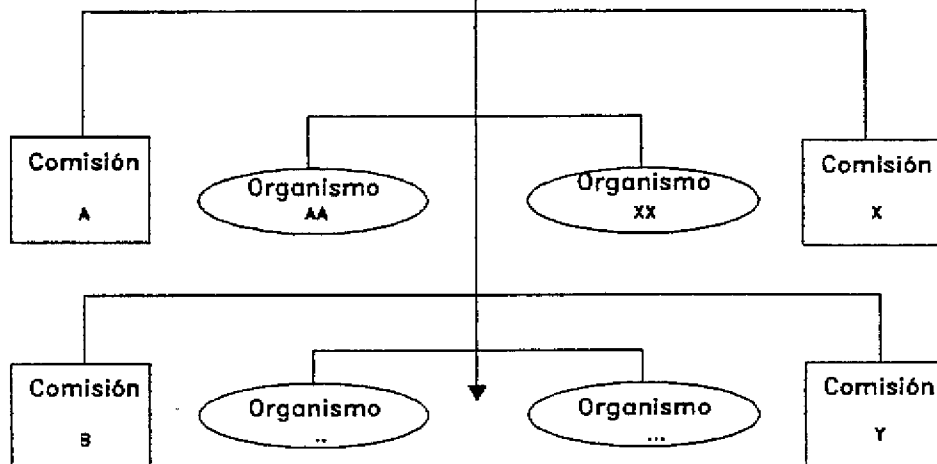 Comisión
A
Organismo
AA
Organismo
XX
Comisión
X
Comisión
B
Organismo
..
Organismo
...
Comisión
Y